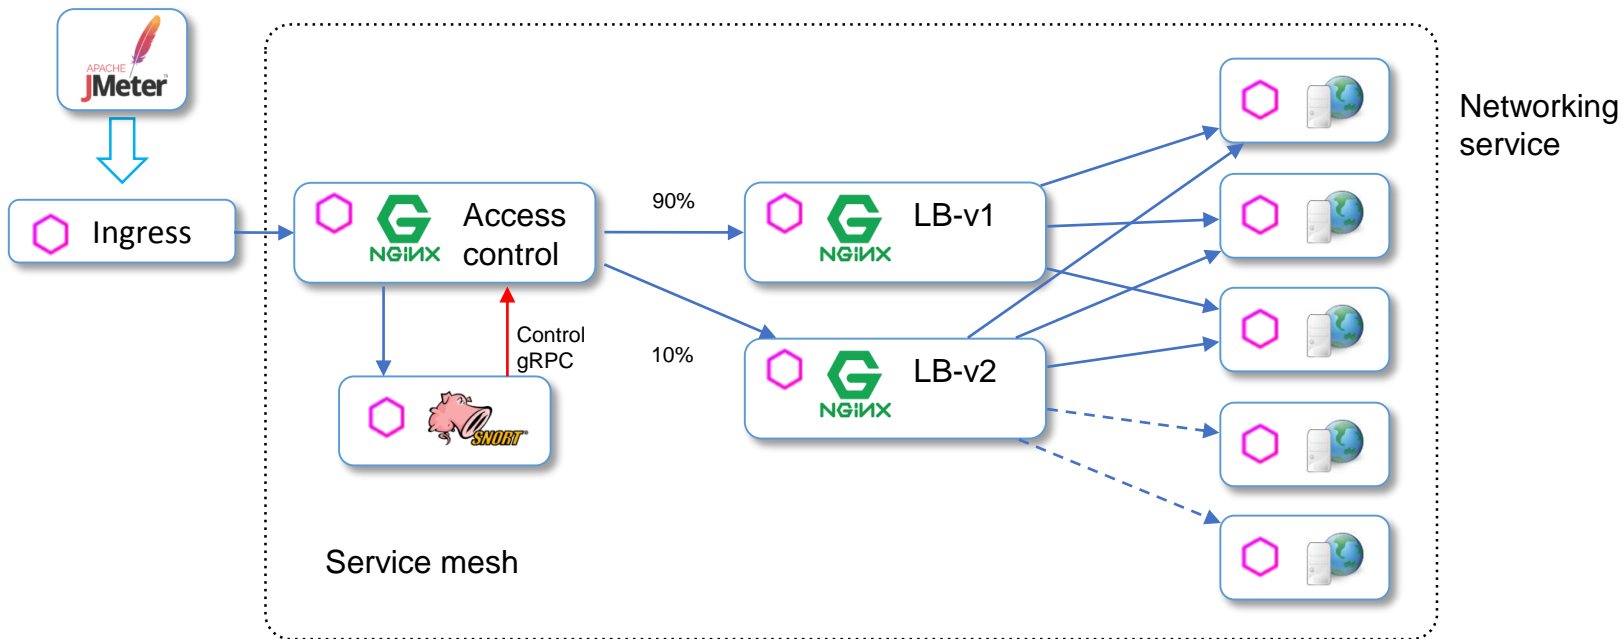 APACHE
JMeter
Ingress
NGINX
Access
control
90%
10%
Control
gRPC
SNORT
NGINX
LB-v1
NGINX
LB-v2
Service mesh
Networking
service